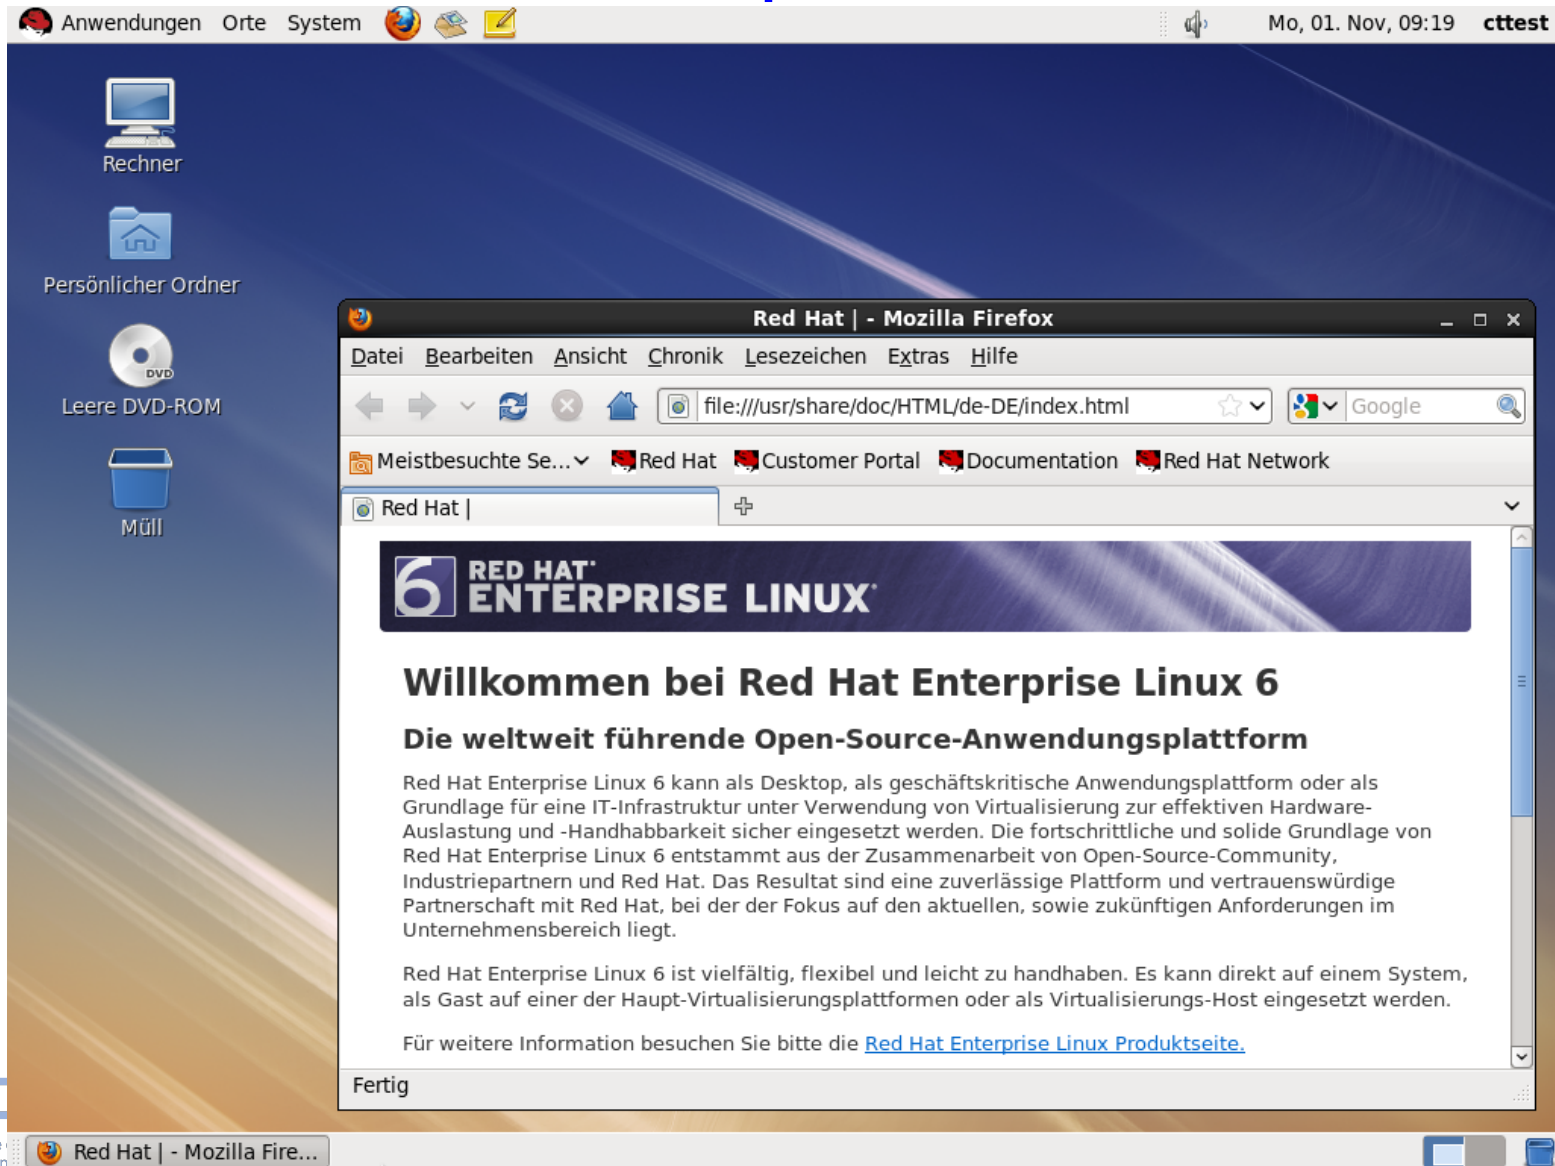 Anwendungen Orte System
Mo, 01. Nov, 09:19 cttest
Rechner
Persönlicher Ordner
DVD
Leere DVD-ROM
Müll
Red Hat | - Mozilla Firefox
Datei Bearbeiten Ansicht Chronik Lesezeichen Extras Hilfe
file:///usr/share/doc/HTML/de-DE/index.html
Google
Meistbesuchte Se... Red Hat Customer Portal Documentation Red Hat Network
Red Hat |
6 RED HAT®
ENTERPRISE LINUX®
Willkommen bei Red Hat Enterprise Linux 6
Die weltweit führende Open-Source-Anwendungsplattform
Red Hat Enterprise Linux 6 kann als Desktop, als geschäftskritische Anwendungsplattform oder als
Grundlage für eine IT-Infrastruktur unter Verwendung von Virtualisierung zur effektiven Hardware-
Auslastung und -Handhabbarkeit sicher eingesetzt werden. Die fortschrittliche und solide Grundlage von
Red Hat Enterprise Linux 6 entstammt aus der Zusammenarbeit von Open-Source-Community,
Industriepartnern und Red Hat. Das Resultat sind eine zuverlässige Plattform und vertrauenswürdige
Partnerschaft mit Red Hat, bei der der Fokus auf den aktuellen, sowie zukünftigen Anforderungen im
Unternehmensbereich liegt.
Red Hat Enterprise Linux 6 ist vielfältig, flexibel und leicht zu handhaben. Es kann direkt auf einem System,
als Gast auf einer der Haupt-Virtualisierungsplattformen oder als Virtualisierungs-Host eingesetzt werden.
Für weitere Information besuchen Sie bitte die Red Hat Enterprise Linux Produktseite.
Fertig
Red Hat | - Mozilla Fire...